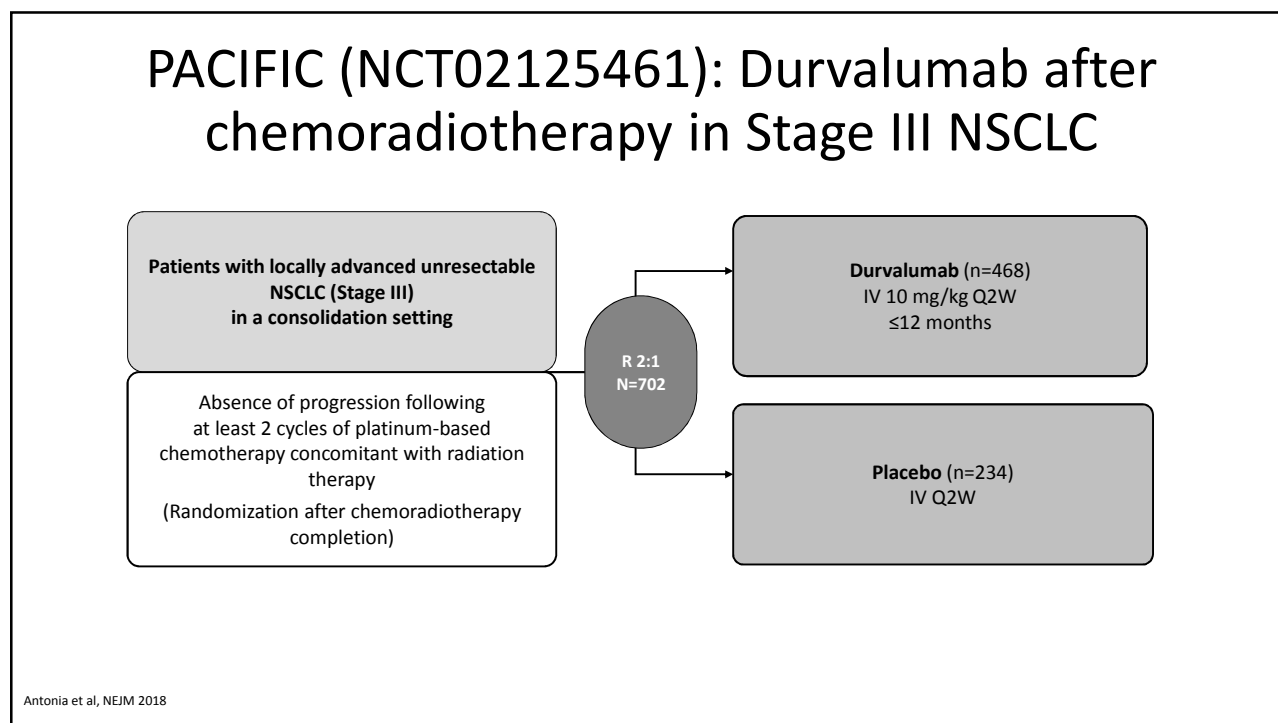 PACIFIC (NCT02125461): Durvalumab after
chemoradiotherapy in Stage III NSCLC
Patients with locally advanced unresectable
NSCLC (Stage III)
in a consolidation setting
Absence of progression following
at least 2 cycles of platinum-based
chemotherapy concomitant with radiation
therapy
(Randomization after chemoradiotherapy
completion)
R 2:1
N=702
Durvalumab (n=468)
IV 10 mg/kg Q2W
≤12 months
Placebo (n=234)
IV Q2W
Antonia et al, NEJM 2018